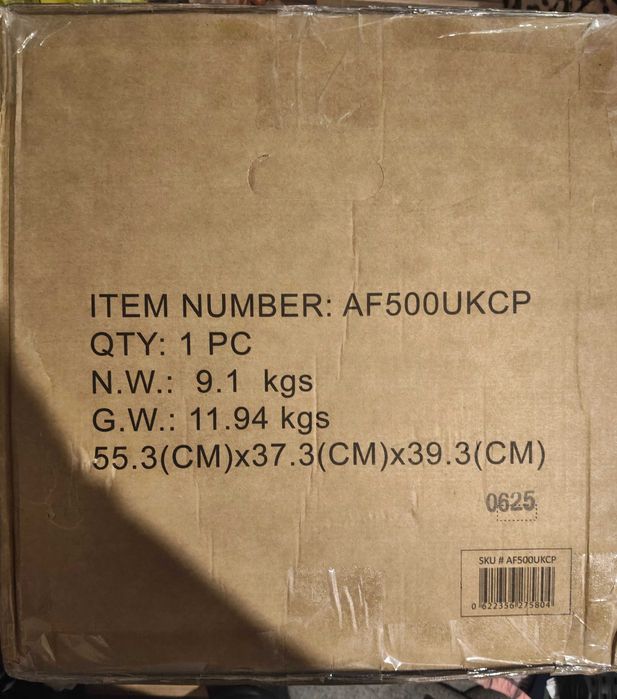 ITEM NUMBER: AF500UKCP
QTY: 1 PC
N.W.: 9.1 kgs
G.W.: 11.94 kgs
55.3(CM)x37.3(CM)x39.3(CM)
0625
SKU # AF500UKCP
0 622356 275804